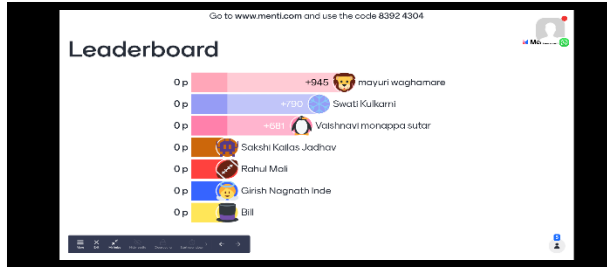 Go to www.menti.com and use the code 8392 4304
Leaderboard
0 p +945 mayuri waghamare
0 p +790 Swati Kulkarni
0 p +681 Vaishnavi monappa sutar
0 p Sakshi Kailas Jadhav
0 p Rahul Mali
0 p Girish Nagnath Inde
0 p Bill